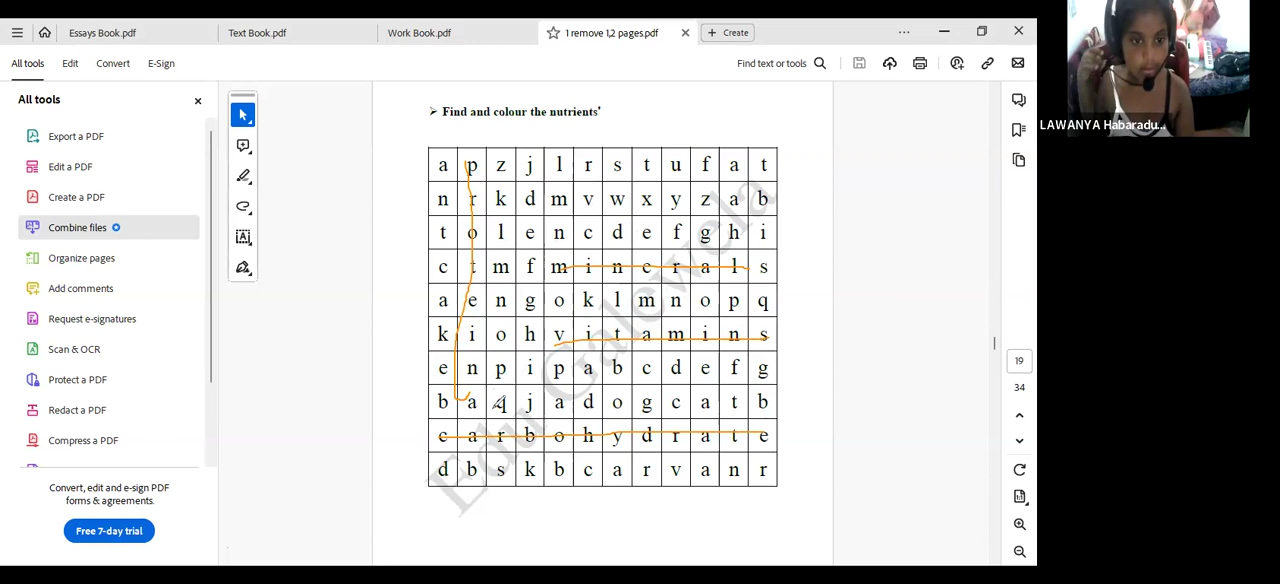 Essays Book.pdf
Text Book.pdf
Work Book.pdf
1 remove 1,2 pages.pdf
Create
All tools
Edit
Convert
E-Sign
Find text or tools
All tools
Export a PDF
Edit a PDF
Create a PDF
Combine files
Organize pages
Add comments
Request e-signatures
Scan & OCR
Protect a PDF
Redact a PDF
Compress a PDF
Convert, edit and e-sign PDF
forms & agreements.
Free 7-day trial
➢ Find and colour the nutrients'
a p z j l r s t u f a t
n r k d m v w x y z a b
t o l e n c d e f g h i
c t m f m i n e r a l s
a e n g o k l m n o p q
k i o h v i t a m i n s
e n p i p a b c d e f g
b a q j a d o g c a t b
c a r b o h y d r a t e
d b s k b c a r v a n r
Edu Galewela
19
34
LAWANYA Habaradu...